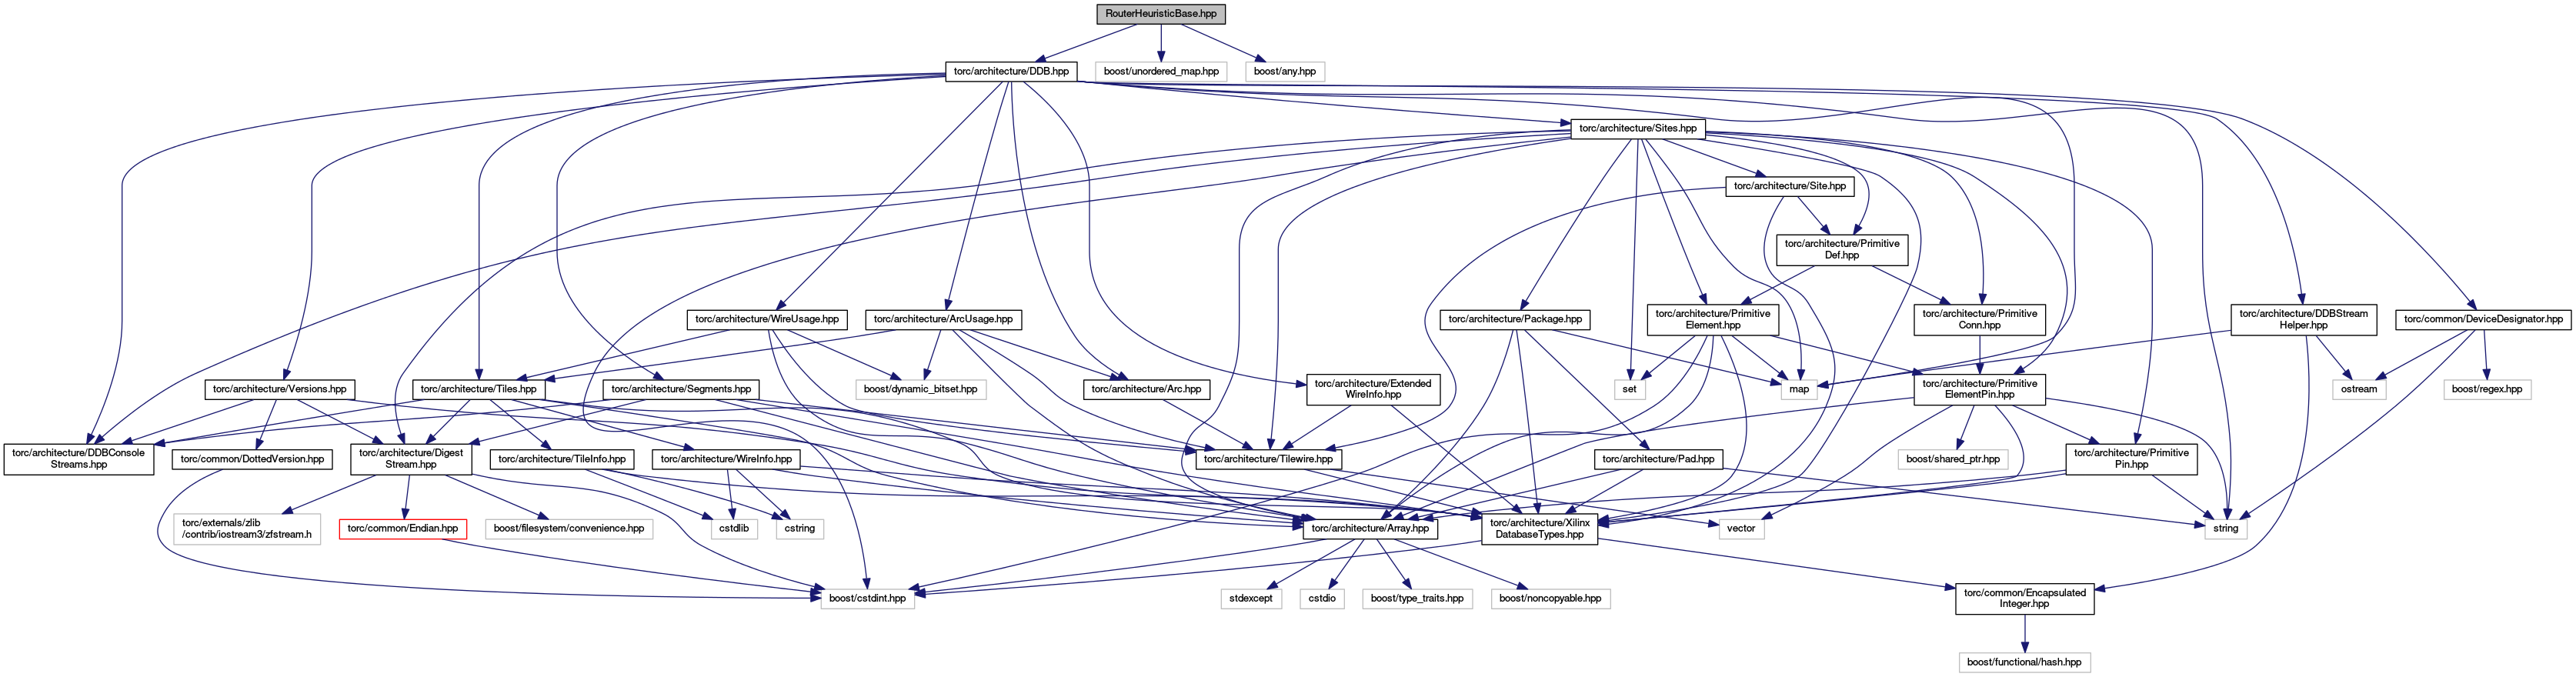 RouterHeuristicBase.hpp
torc/architecture/DDB.hpp
boost/unordered_map.hpp
boost/any.hpp
torc/architecture/Sites.hpp
torc/architecture/Site.hpp
torc/architecture/Primitive
Def.hpp
torc/architecture/WireUsage.hpp
torc/architecture/ArcUsage.hpp
torc/architecture/Package.hpp
torc/architecture/Primitive
Element.hpp
torc/architecture/Primitive
Conn.hpp
torc/architecture/DDBStream
Helper.hpp
torc/common/DeviceDesignator.hpp
torc/architecture/Versions.hpp
torc/architecture/Tiles.hpp
torc/architecture/Segments.hpp
boost/dynamic_bitset.hpp
torc/architecture/Arc.hpp
torc/architecture/Extended
WireInfo.hpp
set
map
torc/architecture/Primitive
ElementPin.hpp
ostream
boost/regex.hpp
torc/architecture/DDBConsole
Streams.hpp
torc/common/DottedVersion.hpp
torc/architecture/Digest
Stream.hpp
torc/architecture/TileInfo.hpp
torc/architecture/WireInfo.hpp
torc/architecture/Tilewire.hpp
torc/architecture/Pad.hpp
boost/shared_ptr.hpp
torc/architecture/Primitive
Pin.hpp
torc/externals/zlib
/contrib/iostream3/zfstream.h
torc/common/Endian.hpp
boost/filesystem/convenience.hpp
cstdlib
cstring
torc/architecture/Array.hpp
torc/architecture/Xilinx
DatabaseTypes.hpp
vector
string
boost/cstdint.hpp
stdexcept
cstdio
boost/type_traits.hpp
boost/noncopyable.hpp
torc/common/Encapsulated
Integer.hpp
boost/functional/hash.hpp